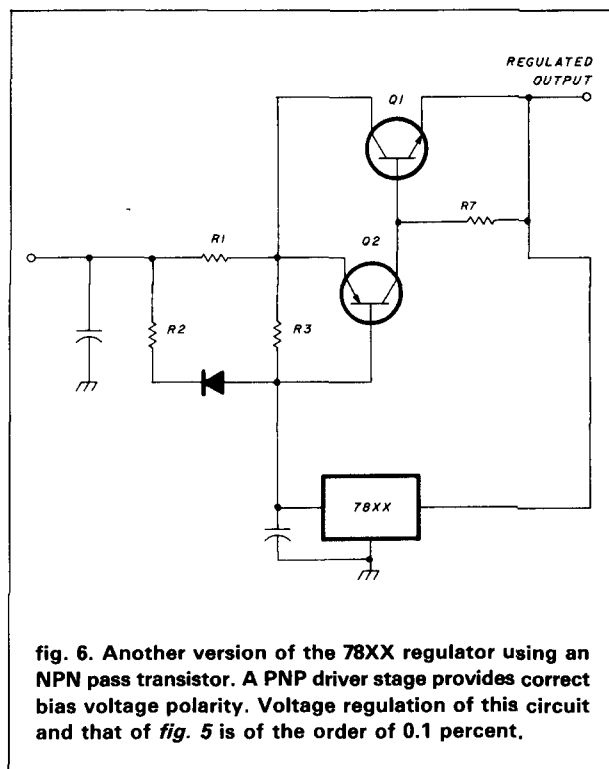 REGULATED
OUTPUT
Q1
R7
Q2
R1
R2
R3
78XX
fig. 6. Another version of the 78XX regulator using an
NPN pass transistor. A PNP driver stage provides correct
bias voltage polarity. Voltage regulation of this circuit
and that of fig. 5 is of the order of 0.1 percent.